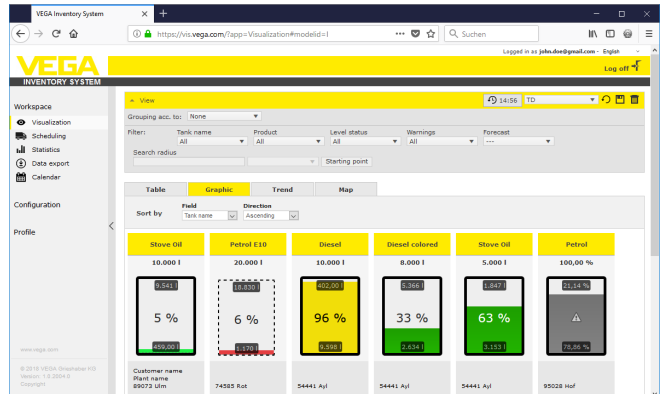 VEGA Inventory System
https://vis.vega.com/?app=Visualization#modelid=l
Suchen
Logged in as john.doe@gmail.com - English
VEGA
INVENTORY SYSTEM
Log off
Workspace
Visualization
Scheduling
Statistics
Data export
Calendar
Configuration
Profile
www.vega.com
© 2018 VEGA Grieshaber KG
Copyright
View
14:56
TD
Grouping acc. to: None
Filter: Tank name Product Level status Warnings Forecast
All All All All ---
Search radius
Starting point
Table Graphic Trend Map
Field Direction
Sort by Tank name Ascending
Stove Oil Petrol E10 Diesel Diesel colored Stove Oil Petrol
10.000 l 20.000 l 10.000 l 8.000 l 5.000 l 100,00 %
9.541 l 18.830 l 402,00 l 5.366 l 1.847 l 21,14 %
5 % 6 % 96 % 33 % 63 %
459,00 l 1.170 l 9.598 l 2.634 l 3.153 l 78,86 %
Customer name
Plant name
89073 Ulm 74585 Rot 54441 Ayl 54441 Ayl 54441 Ayl 95028 Hof